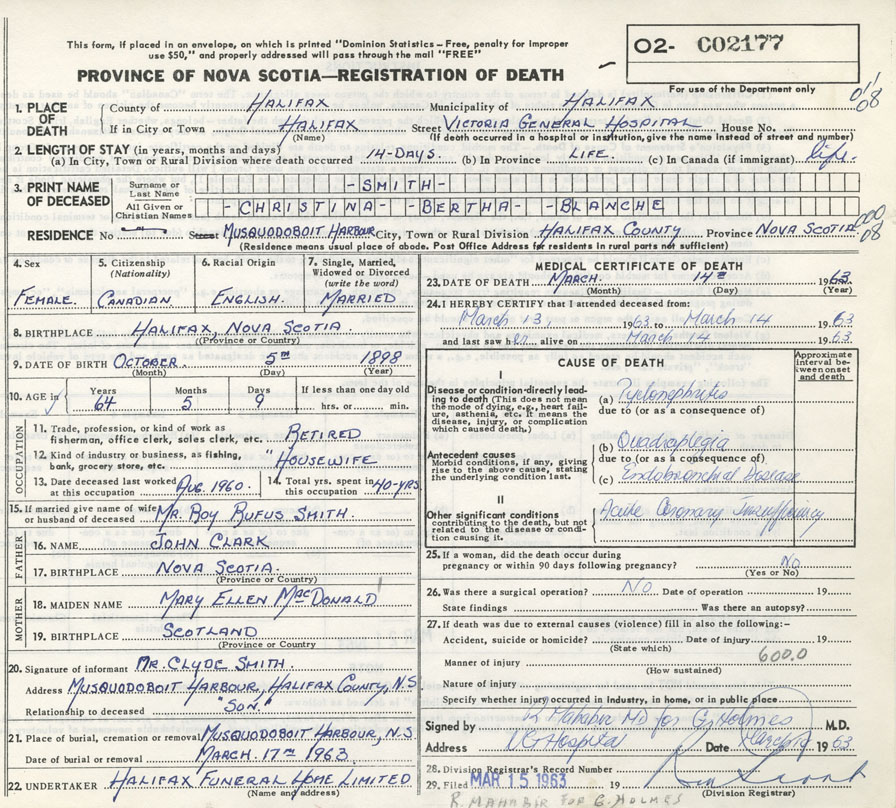 This form, if placed in an envelope, on which is printed "Dominion Statistics - Free, penalty for improper
use $50," and properly addressed will pass through the mail "FREE"
O2- C02177
PROVINCE OF NOVA SCOTIA—REGISTRATION OF DEATH
For use of the Department only
1. PLACE OF DEATH County of HALIFAX Municipality of HALIFAX
If in City or Town HALIFAX Street VICTORIA GENERAL HOSPITAL House No.
(Name) (If death occurred in a hospital or institution, give the name instead of street and number)
2. LENGTH OF STAY (in years, months and days)
(a) In City, Town or Rural Division where death occurred 14-DAYS. (b) In Province LIFE. (c) In Canada (if immigrant) life.
3. PRINT NAME OF DECEASED Surname or Last Name -SMITH-
All Given or Christian Names -CHRISTINA- -BERTHA- -BLANCHE
RESIDENCE No Street MUSQUODOBOIT HARBOUR City, Town or Rural Division HALIFAX COUNTY Province NOVA SCOTIA
(Residence means usual place of abode. Post Office Address for residents in rural parts not sufficient)
4. Sex FEMALE.
5. Citizenship (Nationality) CANADIAN
6. Racial Origin ENGLISH.
7. Single, Married, Widowed or Divorced (write the word) MARRIED
8. BIRTHPLACE HALIFAX, NOVA SCOTIA.
(Province or Country)
9. DATE OF BIRTH OCTOBER 5TH 1898
(Month) (Day) (Year)
10. AGE in Years 64 Months 5 Days 9 If less than one day old hrs. or min.
OCCUPATION
11. Trade, profession, or kind of work as fisherman, office clerk, sales clerk, etc. RETIRED
12. Kind of industry or business, as fishing, bank, grocery store, etc. "HOUSEWIFE
13. Date deceased last worked at this occupation AUG. 1960.
14. Total yrs. spent in this occupation 40-YRS
15. If married give name of wife or husband of deceased MR. ROY RUFUS SMITH.
FATHER
16. NAME JOHN CLARK
17. BIRTHPLACE NOVA SCOTIA.
(Province or Country)
MOTHER
18. MAIDEN NAME MARY ELLEN MACDONALD
19. BIRTHPLACE SCOTLAND
(Province or Country
20. Signature of informant MR. CLYDE SMITH.
Address MUSQUODOBOIT HARBOUR, HALIFAX COUNTY, N.S
Relationship to deceased "SON."
21. Place of burial, cremation or removal MUSQUODOBOIT HARBOUR, N.S.
Date of burial or removal MARCH. 17TH 1963.
22. UNDERTAKER HALIFAX FUNERAL HOME LIMITED
(Name and address)
MEDICAL CERTIFICATE OF DEATH
23. DATE OF DEATH MARCH. 14TH 1963.
(Month) (Day) (Year)
24. I HEREBY CERTIFY that I attended deceased from:
March 13, 1963 to March 14 1963
and last saw her alive on March 14 1963.
CAUSE OF DEATH
Approximate interval between onset and death
I
Disease or condition directly leading to death (This does not mean the mode of dying, e.g., heart failure, asthenia, etc. It means the disease, injury, or complication which caused death.)
(a) Pyelonephritis
due to (or as a consequence of)
Antecedent causes
Morbid conditions, if any, giving rise to the above cause, stating the underlying condition last.
(b) Quadraplegia
due to (or as a consequence of)
(c) Endobronchial Disease
II
Other significant conditions contributing to the death, but not related to the disease or condition causing it.
Acute Coronary Insufficiency
25. If a woman, did the death occur during pregnancy or within 90 days following pregnancy? No
(Yes or No)
26. Was there a surgical operation? No Date of operation 19
State findings Was there an autopsy?
27. If death was due to external causes (violence) fill in also the following:—
Accident, suicide or homicide? Date of injury 19
(State which)
600.0
Manner of injury
(How sustained)
Nature of injury
Specify whether injury occurred in industry, in home, or in public place
Signed by R Mahabir MD for G. Holmes M.D.
Address VG Hospital Date March 1963
28. Division Registrar's Record Number
29. Filed MAR 15 1963 19
(Division Registrar)
R. MAHABIR FOR G. HOLMES